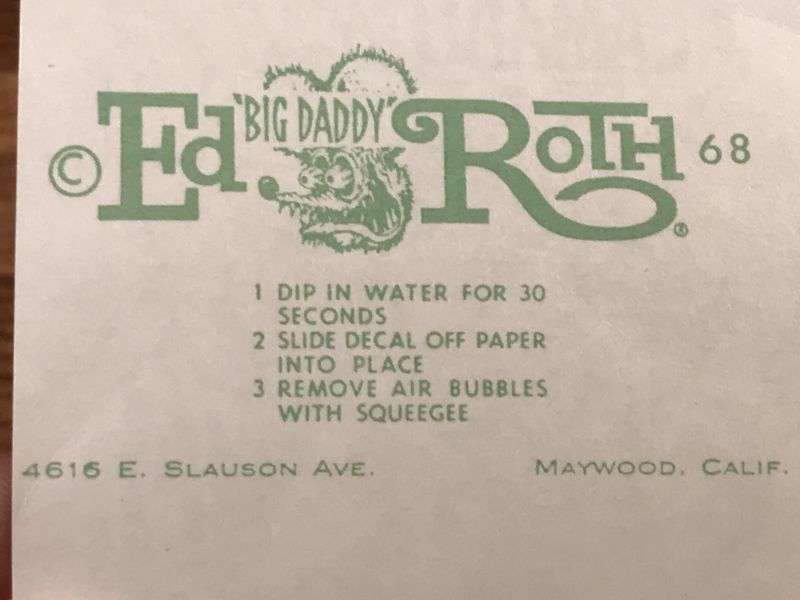 © Ed "BIG DADDY" ROTH ® 68
1 DIP IN WATER FOR 30
SECONDS
2 SLIDE DECAL OFF PAPER
INTO PLACE
3 REMOVE AIR BUBBLES
WITH SQUEEGEE
4616 E. SLAUSON AVE. MAYWOOD, CALIF.